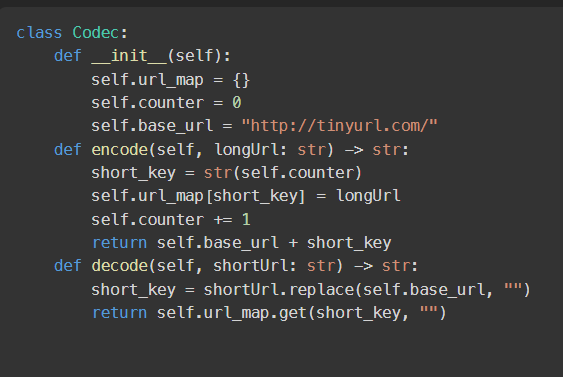 class Codec:
    def __init__(self):
        self.url_map = {}
        self.counter = 0
        self.base_url = "http://tinyurl.com/"
    def encode(self, longUrl: str) -> str:
        short_key = str(self.counter)
        self.url_map[short_key] = longUrl
        self.counter += 1
        return self.base_url + short_key
    def decode(self, shortUrl: str) -> str:
        short_key = shortUrl.replace(self.base_url, "")
        return self.url_map.get(short_key, "")